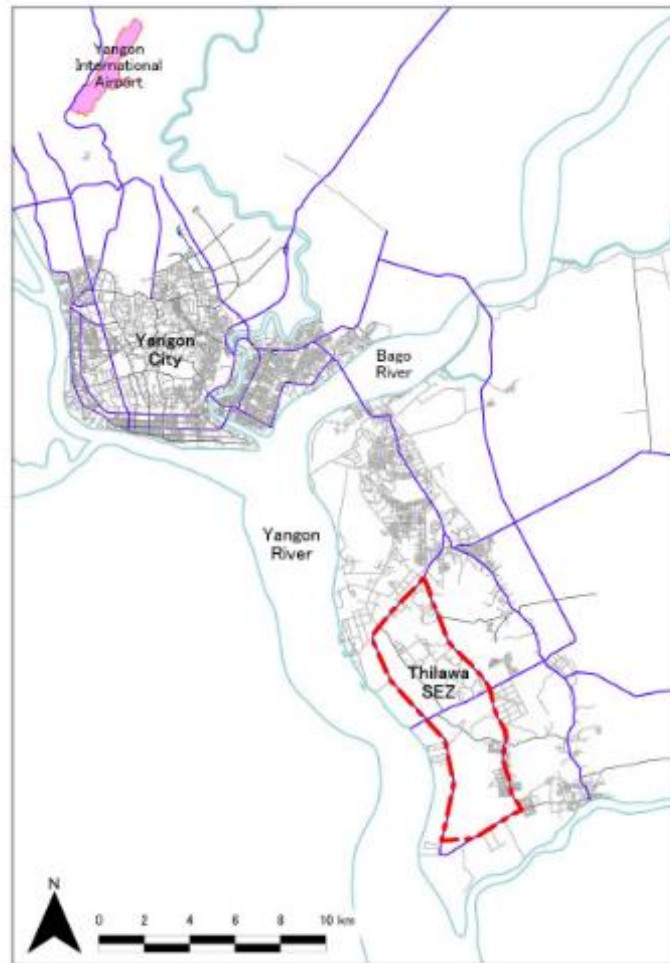 Yangon
International
Airport
Yangon
City
Bago
River
Yangon
River
Thilawa
SEZ
N
0 2 4 6 8 10 km